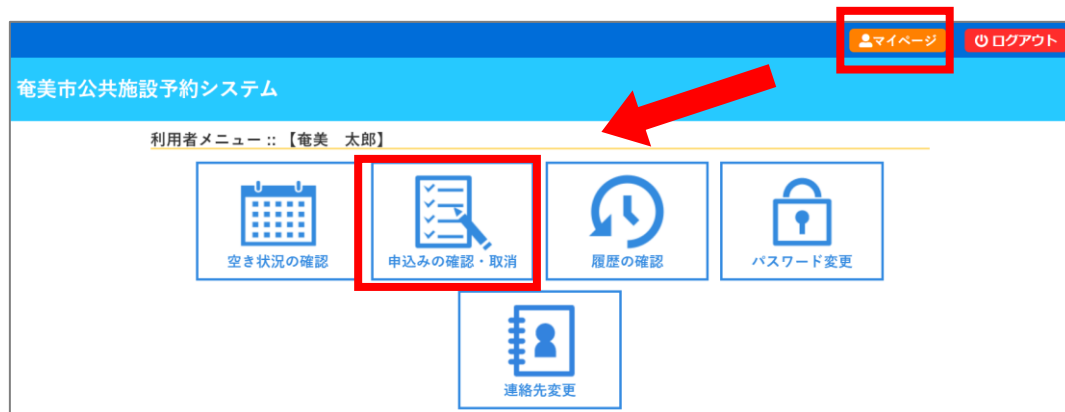 マイページ ログアウト
奄美市公共施設予約システム
利用者メニュー :: 【奄美　太郎】
空き状況の確認 申込みの確認・取消 履歴の確認 パスワード変更
連絡先変更